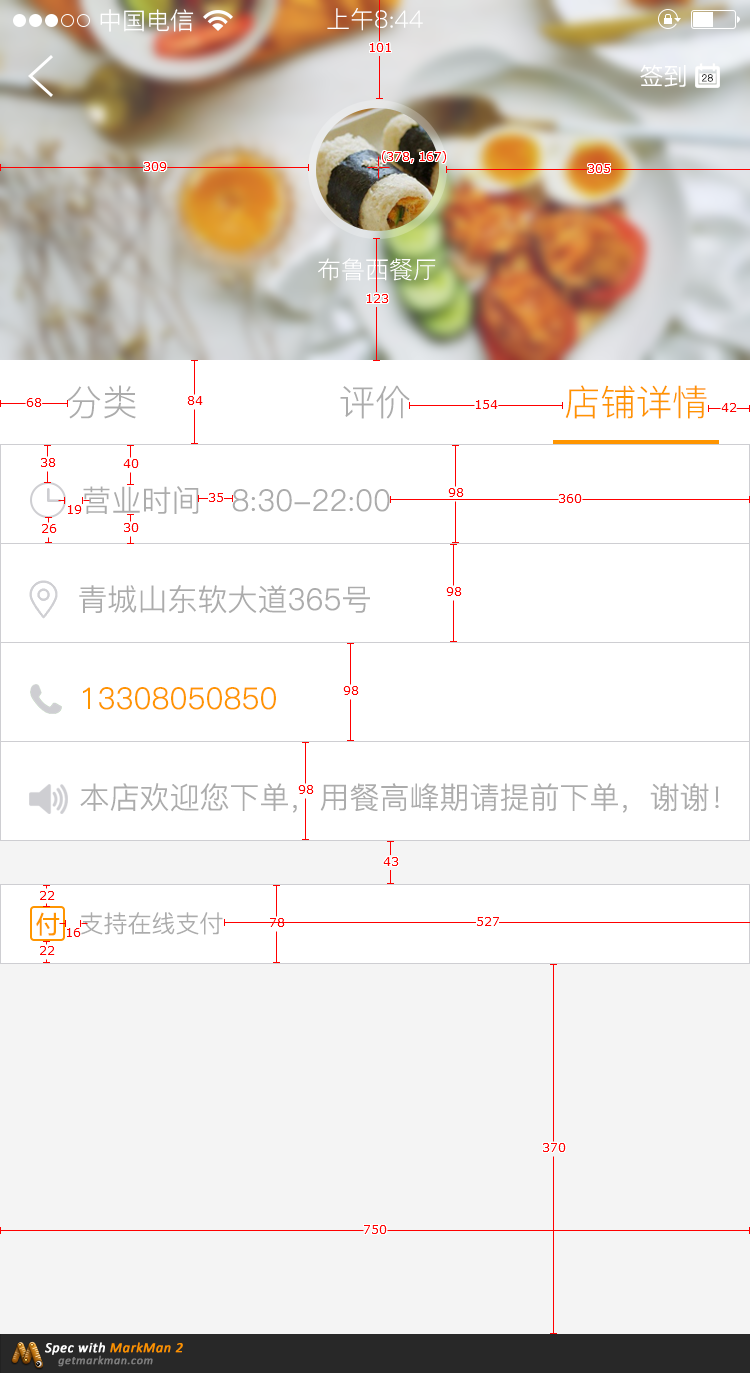 中国电信 上午8:44
101
签到 28
(378, 167)
309 305
布鲁西餐厅
123
68 分类 84 评价 154 店铺详情 42
38 40
营业时间 35 8:30-22:00 98 360
19
26 30
青城山东软大道365号 98
13308050850 98
本店欢迎您下单，用餐高峰期请提前下单，谢谢！
98
43
22
付 16 支持在线支付 78 527
22
370
750
Spec with MarkMan 2
getmarkman.com